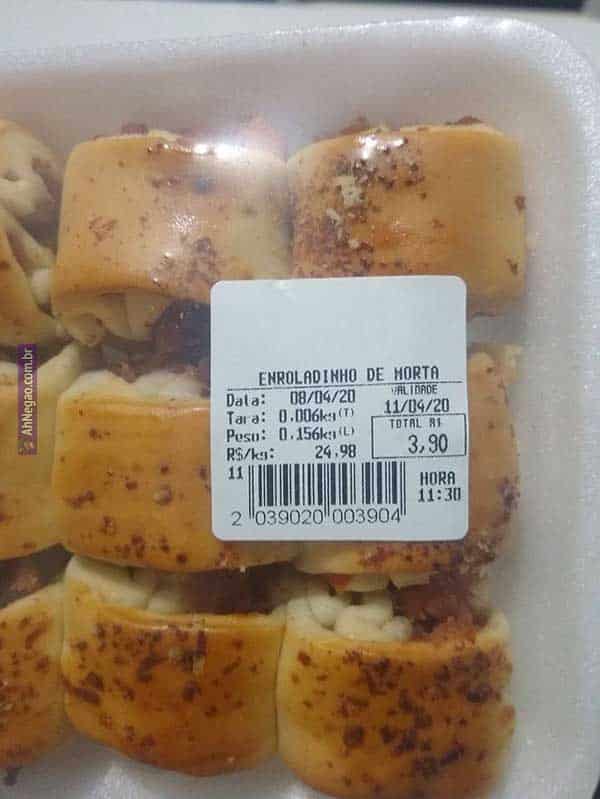 ENROLADINHO DE MORTA
Data: 08/04/20
VALIDADE
11/04/20
Tara: 0.006kg(T)
Peso: 0.156kg(L)
R$/kg: 24,98
TOTAL R$
3,90
11
HORA
11:30
2 039020 003904
AhNegao.com.br